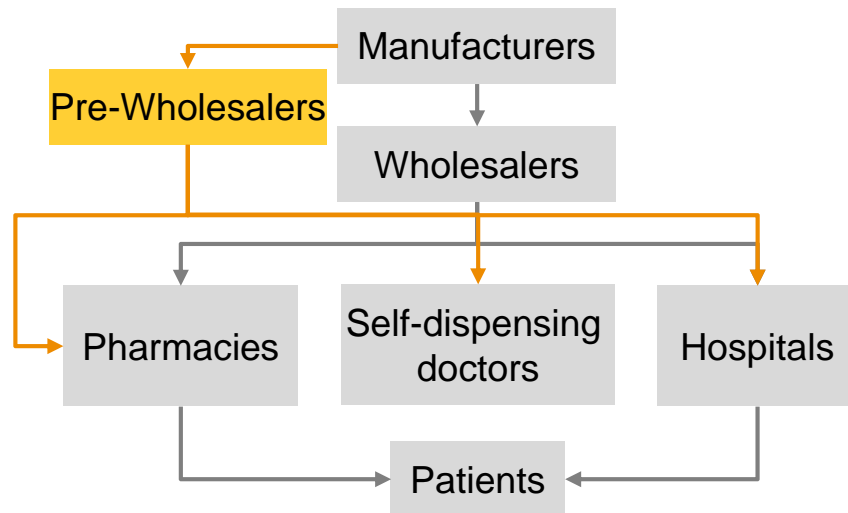 Manufacturers
Pre-Wholesalers
Wholesalers
Pharmacies
Self-dispensing
doctors
Hospitals
Patients